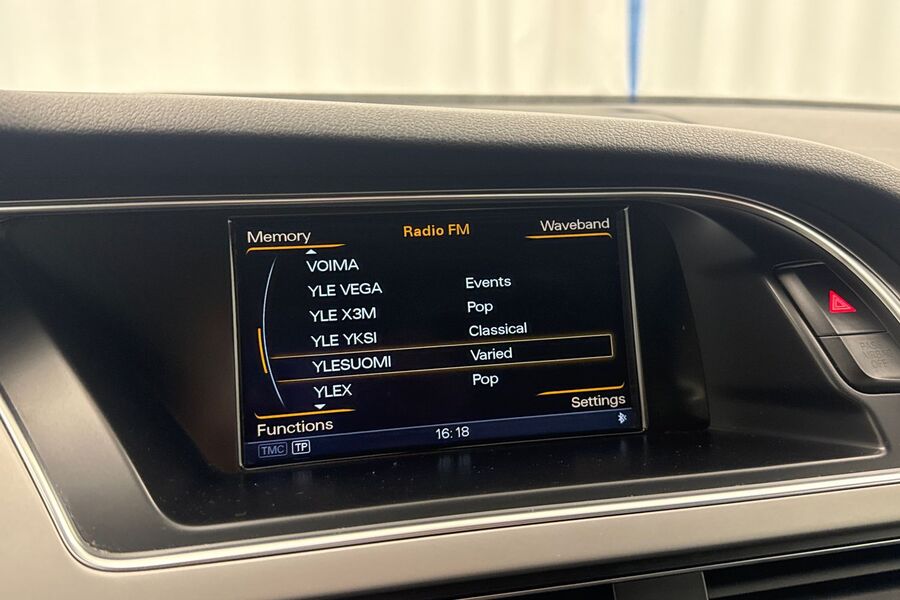 Memory Radio FM Waveband
VOIMA
YLE VEGA Events
YLE X3M Pop
YLE YKSI Classical
YLESUOMI Varied
YLEX Pop
Functions Settings
TMC TP 16:18